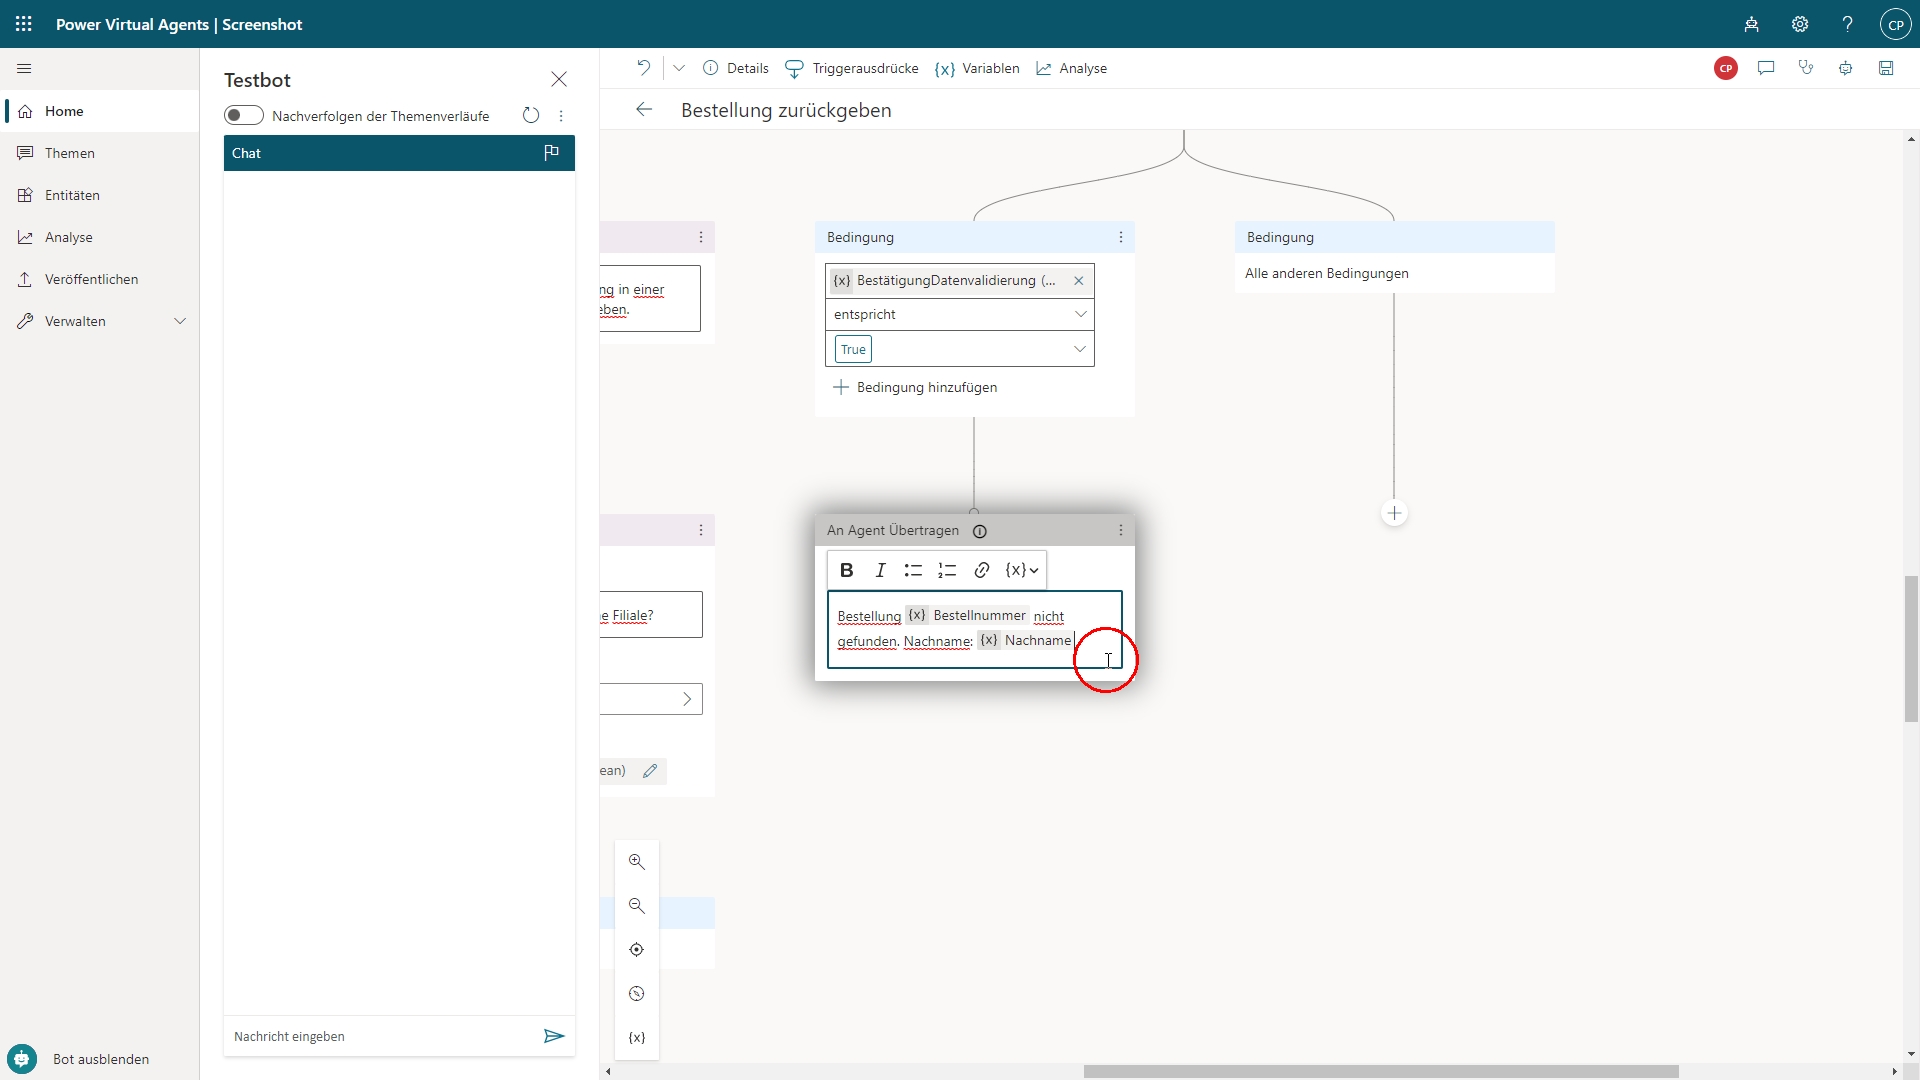 Power Virtual Agents | Screenshot
CP
Home
Themen
Entitäten
Analyse
Veröffentlichen
Verwalten
Bot ausblenden
Testbot
Nachverfolgen der Themenverläufe
Chat
Nachricht eingeben
Details
Triggerausdrücke
{x} Variablen
Analyse
CP
Bestellung zurückgeben
ng in einer
eben.
e Filiale?
ean)
{x}
Bedingung
{x} BestätigungDatenvalidierung (...
entspricht
True
Bedingung hinzufügen
An Agent Übertragen
B I {x}
Bestellung {x} Bestellnummer nicht
gefunden. Nachname: {x} Nachname
Bedingung
Alle anderen Bedingungen